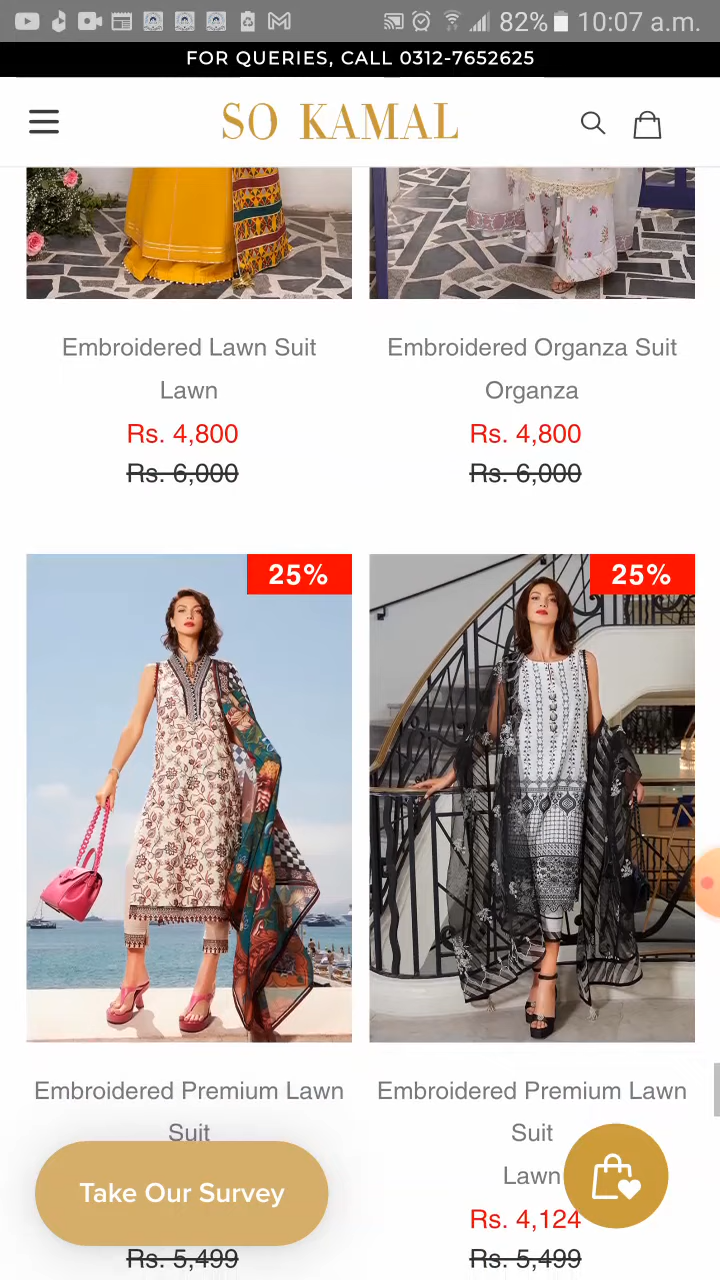 82% 10:07 a.m.
FOR QUERIES, CALL 0312-7652625
SO KAMAL
Embroidered Lawn Suit
Lawn
Rs. 4,800
Rs. 6,000
Embroidered Organza Suit
Organza
Rs. 4,800
Rs. 6,000
25%
25%
Embroidered Premium Lawn
Suit
Take Our Survey
Rs. 5,499
Embroidered Premium Lawn
Suit
Lawn
Rs. 4,124
Rs. 5,499